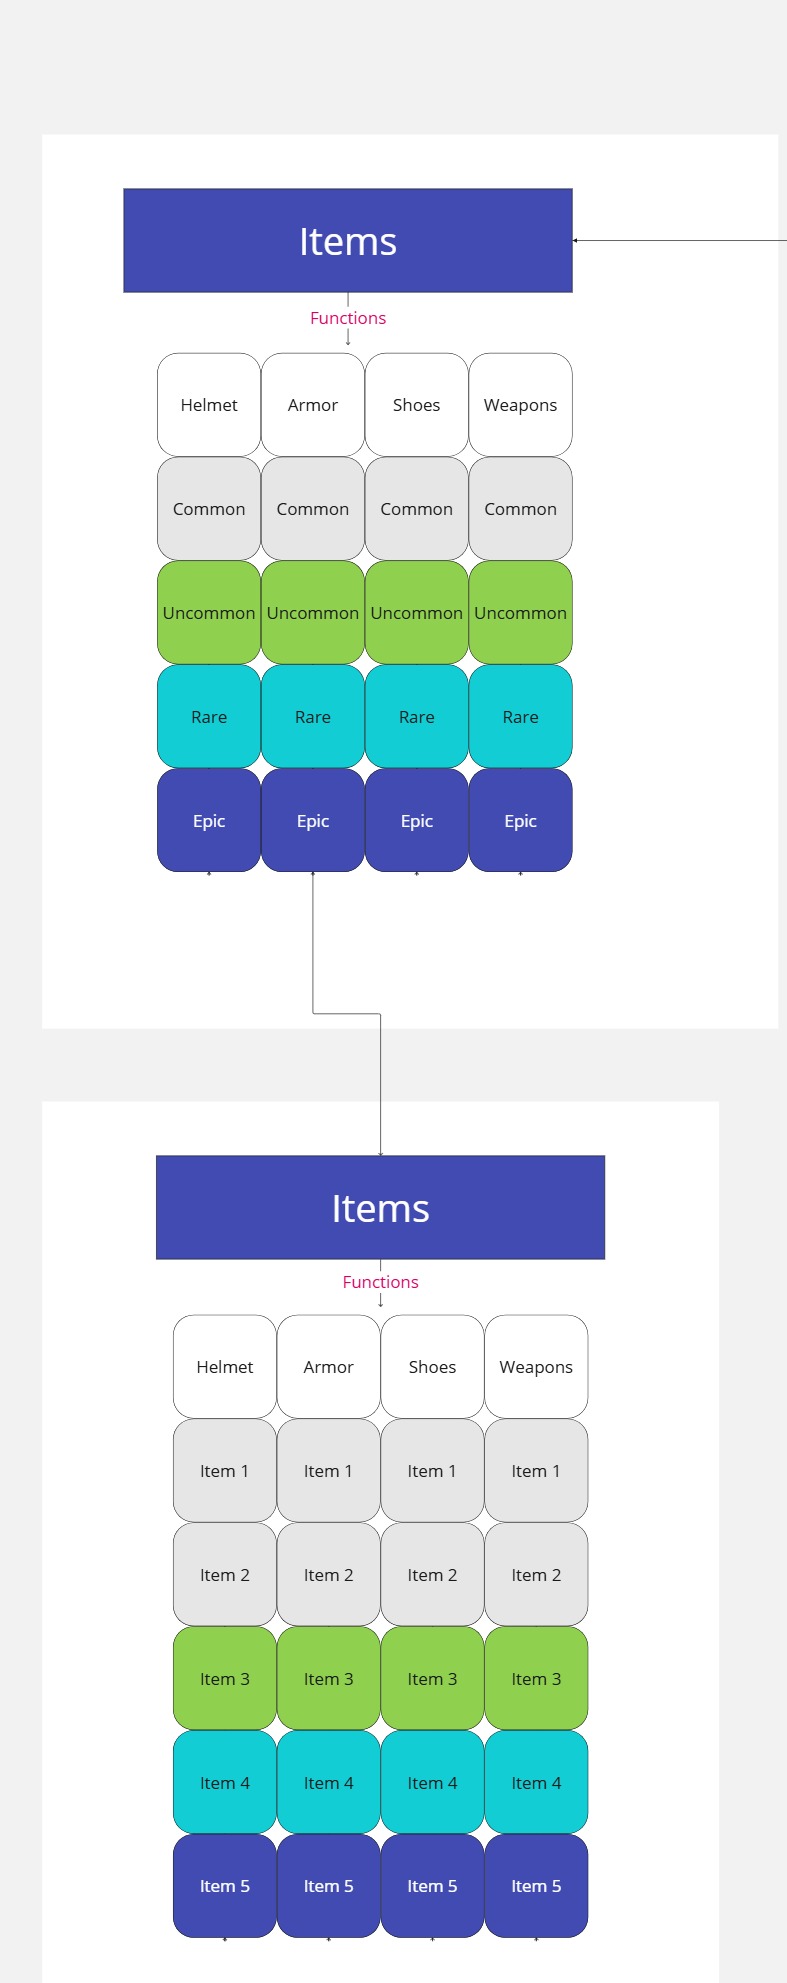 Items
Functions
Helmet Armor Shoes Weapons
Common Common Common Common
Uncommon Uncommon Uncommon Uncommon
Rare Rare Rare Rare
Epic Epic Epic Epic
Items
Functions
Helmet Armor Shoes Weapons
Item 1 Item 1 Item 1 Item 1
Item 2 Item 2 Item 2 Item 2
Item 3 Item 3 Item 3 Item 3
Item 4 Item 4 Item 4 Item 4
Item 5 Item 5 Item 5 Item 5